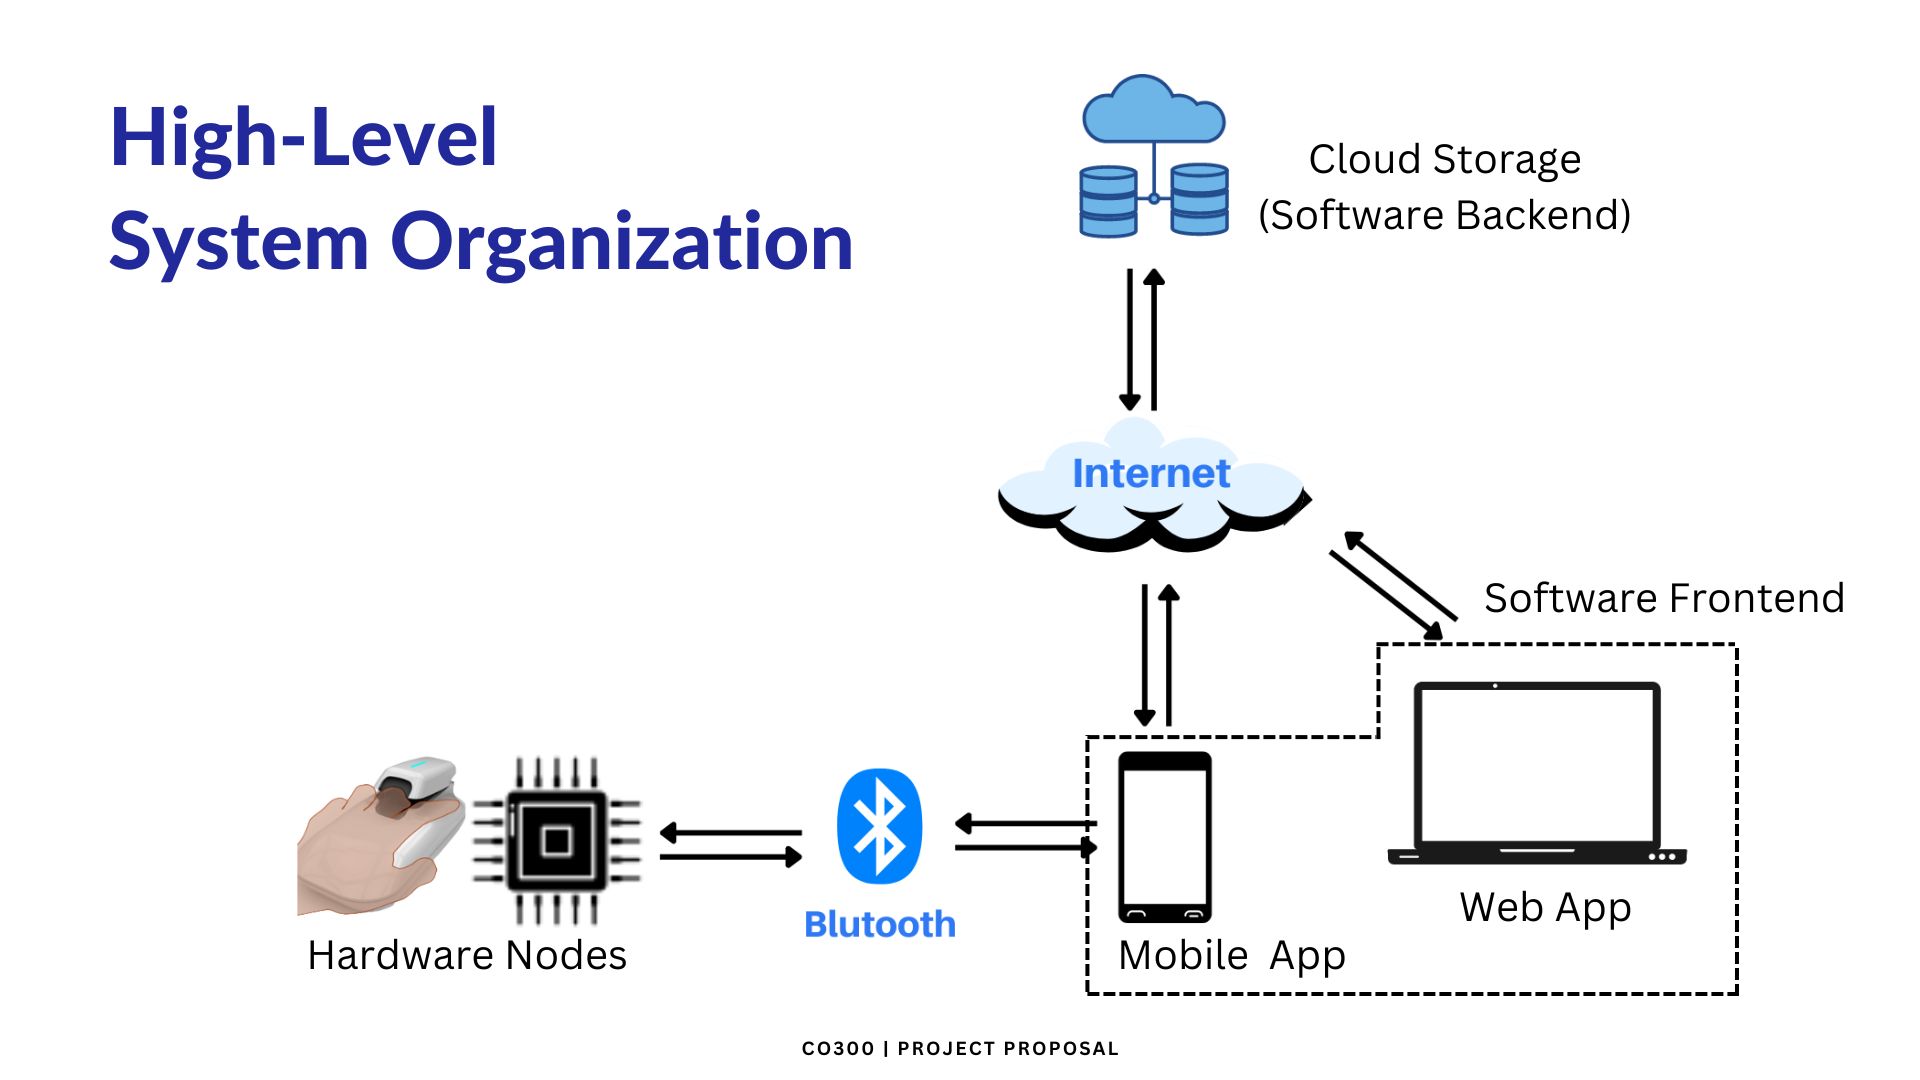 High-Level
System Organization
Cloud Storage
(Software Backend)
Internet
Software Frontend
Web App
Blutooth
Hardware Nodes
Mobile App
CO300 | PROJECT PROPOSAL